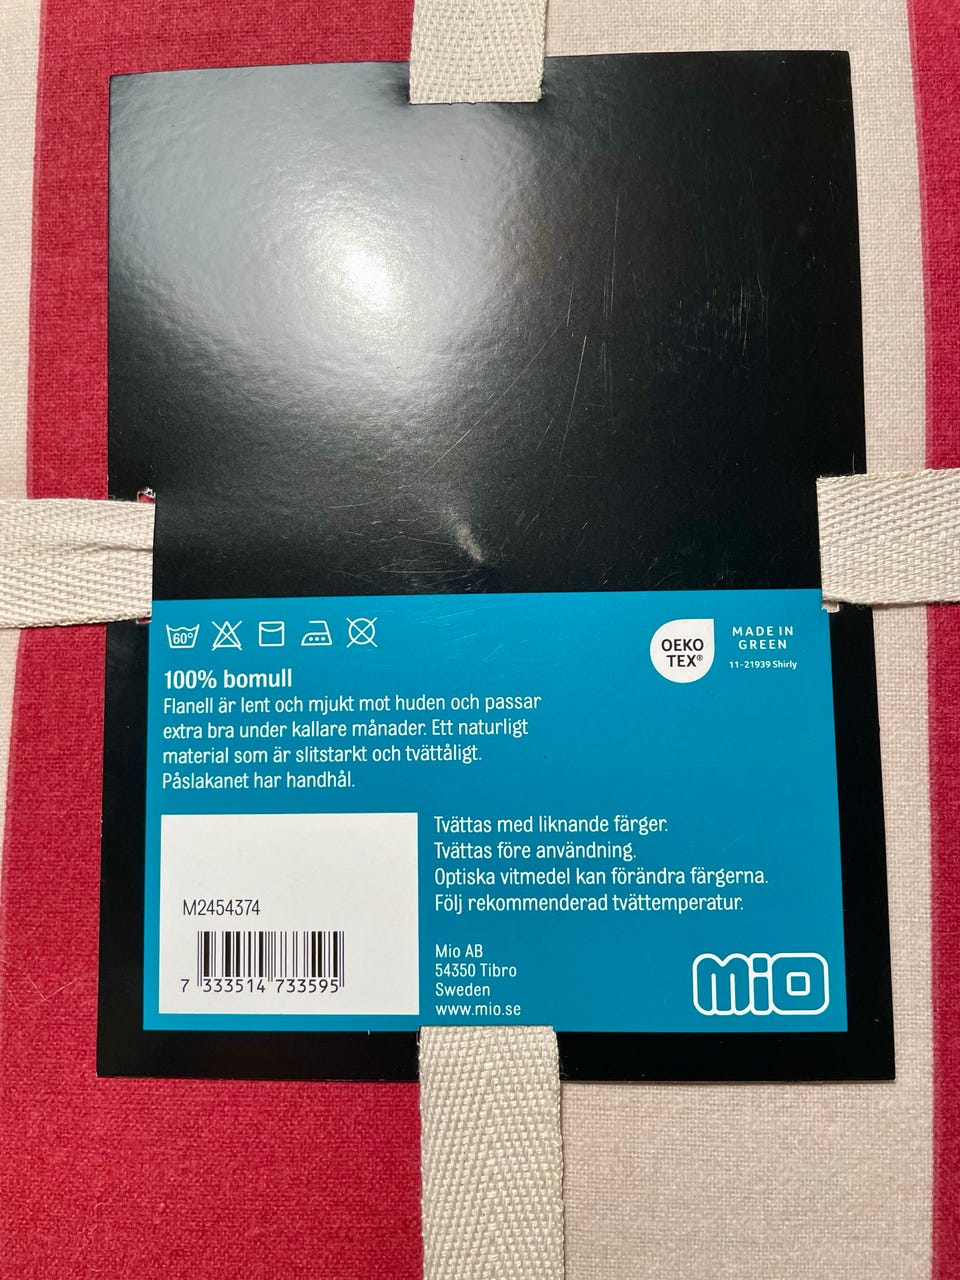 60°
OEKO
TEX®
MADE IN
GREEN
11-21939 Shirly
100% bomull
Flanell är lent och mjukt mot huden och passar
extra bra under kallare månader. Ett naturligt
material som är slitstarkt och tvättåligt.
Påslakanet har handhål.
Tvättas med liknande färger.
Tvättas före användning.
Optiska vitmedel kan förändra färgerna.
Följ rekommenderad tvättemperatur.
M2454374
7 333514 733595
Mio AB
54350 Tibro
Sweden
www.mio.se
mio